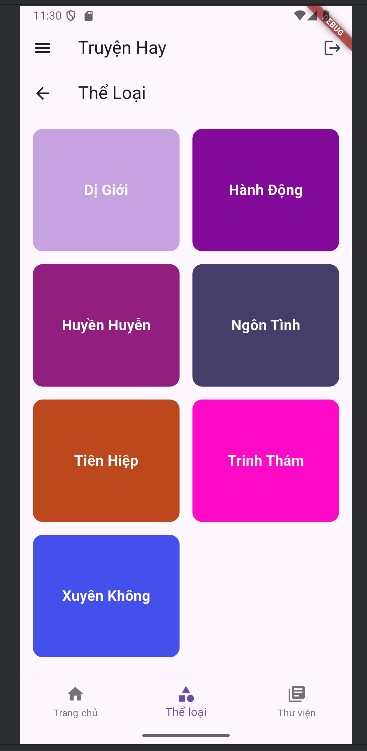 11:30
DEBUG
Truyện Hay
Thể Loại
Dị Giới
Hành Động
Huyền Huyễn
Ngôn Tình
Tiên Hiệp
Trinh Thám
Xuyên Không
Trang chủ
Thể loại
Thư viện